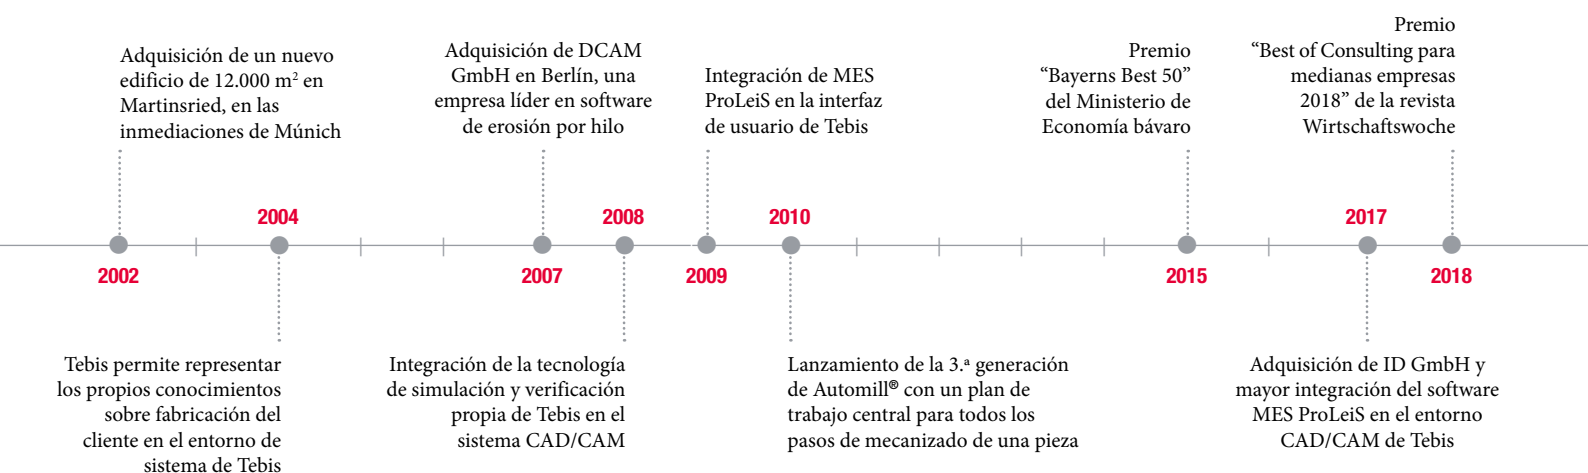 Adquisición de un nuevo
edificio de 12.000 m² en
Martinsried, en las
inmediaciones de Múnich
2002
2004
Tebis permite representar
los propios conocimientos
sobre fabricación del
cliente en el entorno de
sistema de Tebis
Adquisición de DCAM
GmbH en Berlín, una
empresa líder en software
de erosión por hilo
2007
2008
Integración de la tecnología
de simulación y verificación
propia de Tebis en el
sistema CAD/CAM
Integración de MES
ProLeiS en la interfaz
de usuario de Tebis
2009
2010
Lanzamiento de la 3.ª generación
de Automill® con un plan de
trabajo central para todos los
pasos de mecanizado de una pieza
Premio
“Bayerns Best 50”
del Ministerio de
Economía bávaro
2015
2017
Adquisición de ID GmbH y
mayor integración del software
MES ProLeiS en el entorno
CAD/CAM de Tebis
Premio
“Best of Consulting para
medianas empresas
2018” de la revista
Wirtschaftswoche
2018